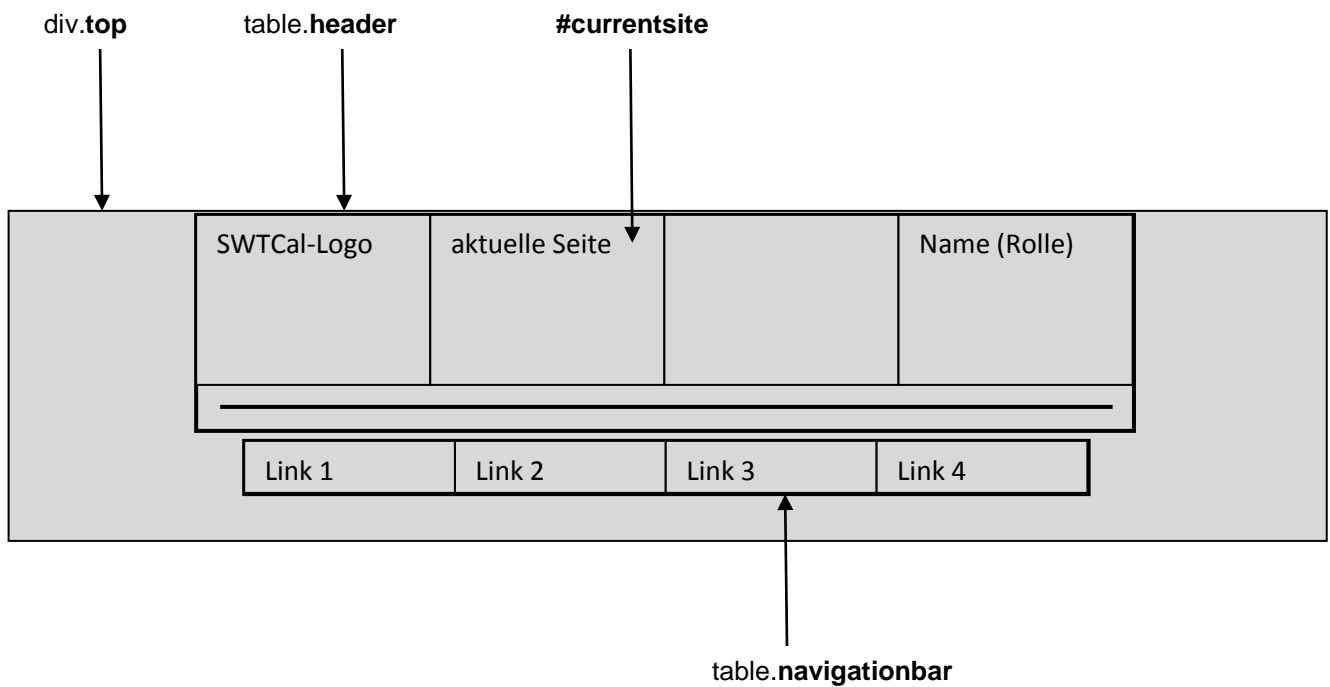 div.top table.header #currentsite
SWTCal-Logo aktuelle Seite Name (Rolle)
Link 1 Link 2 Link 3 Link 4
table.navigationbar